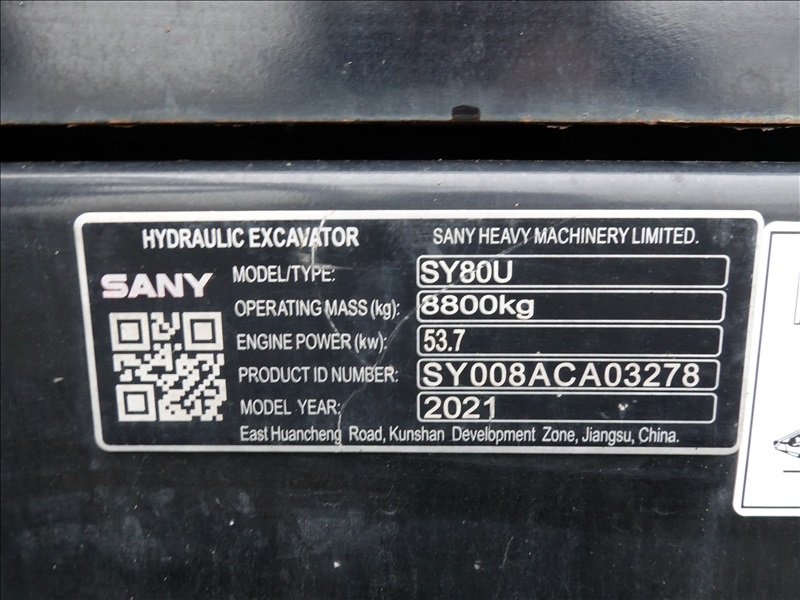 HYDRAULIC EXCAVATOR SANY HEAVY MACHINERY LIMITED.
SANY
MODEL/TYPE: SY80U
OPERATING MASS (kg): 8800kg
ENGINE POWER (kw): 53.7
PRODUCT ID NUMBER: SY008ACA03278
MODEL YEAR: 2021
East Huancheng Road, Kunshan Development Zone, Jiangsu, China.